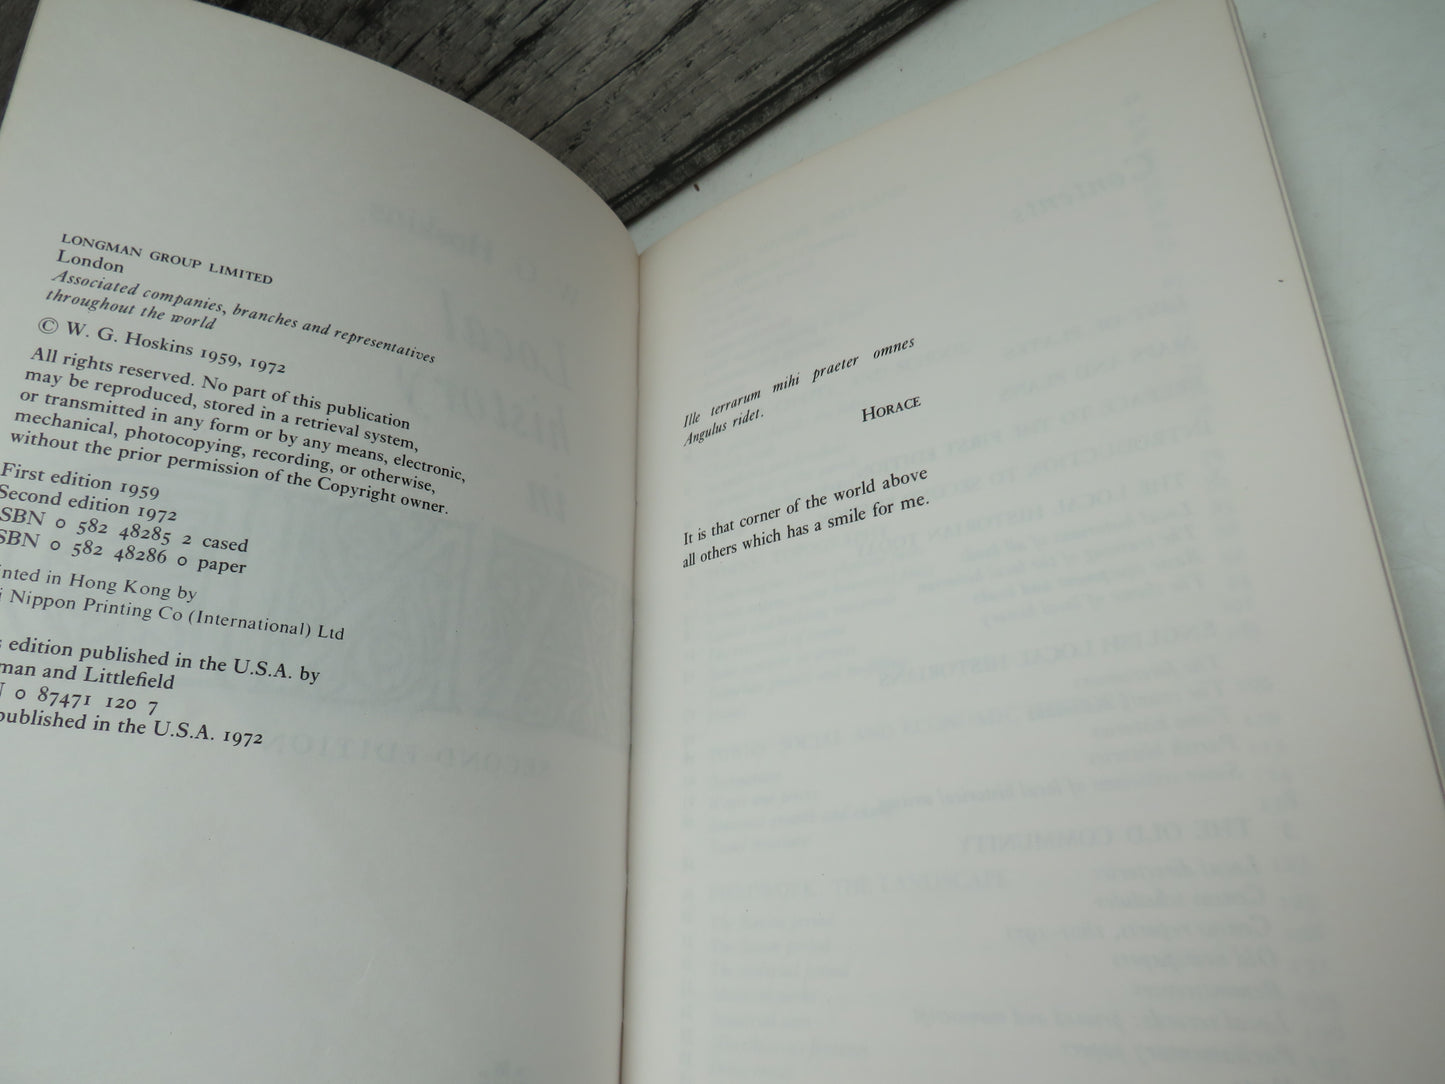 LONGMAN GROUP LIMITED
London
Associated companies, branches and representatives
throughout the world
© W. G. Hoskins 1959, 1972
All rights reserved. No part of this publication
may be reproduced, stored in a retrieval system,
or transmitted in any form or by any means, electronic,
mechanical, photocopying, recording, or otherwise,
without the prior permission of the Copyright owner.
First edition 1959
Second edition 1972
SBN 0 582 48285 2 cased
SBN 0 582 48286 0 paper
inted in Hong Kong by
i Nippon Printing Co (International) Ltd
s edition published in the U.S.A. by
man and Littlefield
N 0 87471 120 7
published in the U.S.A. 1972
Ille terrarum mihi praeter omnes
Angulus ridet.
HORACE
It is that corner of the world above
all others which has a smile for me.